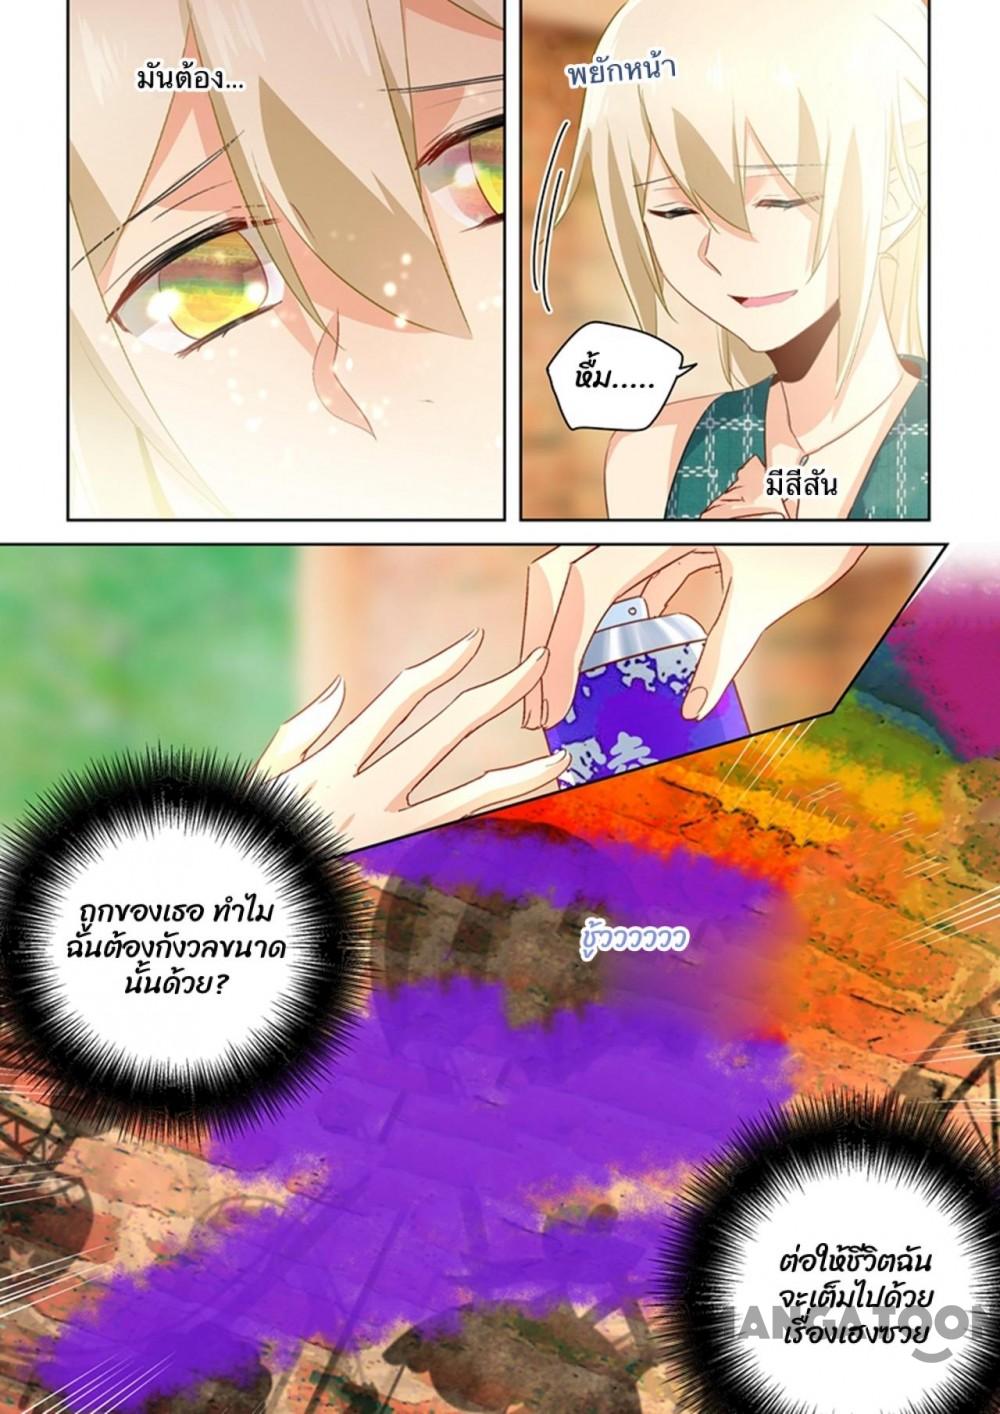 มันต้อง...
พยักหน้า
หื้ม.....
มีสีสัน
ถูกของเธอ ทำไม
ฉันต้องกังวลขนาด
นั้นด้วย?
ชู้วววววว
ต่อให้ชีวิตฉัน
จะเต็มไปด้วย
เรื่องเฮงซวย
MANGATOON